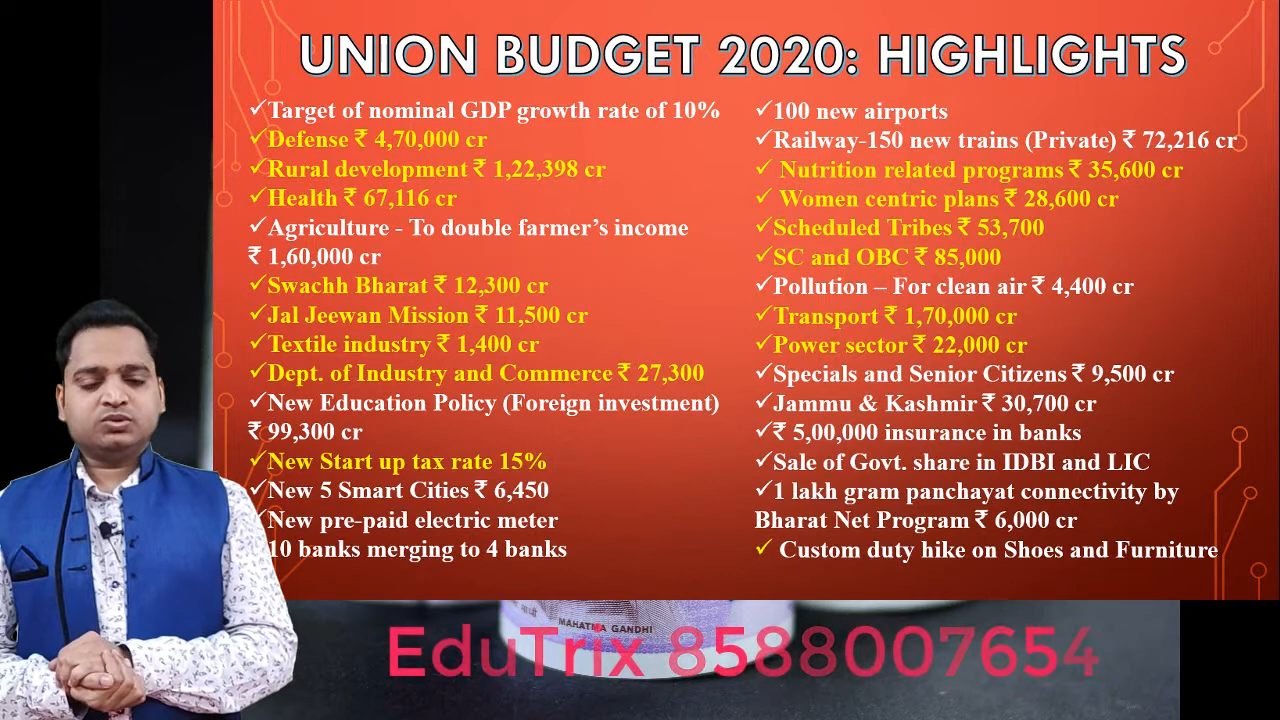 UNION BUDGET 2020: HIGHLIGHTS
✓Target of nominal GDP growth rate of 10%
✓Defense ₹ 4,70,000 cr
✓Rural development ₹ 1,22,398 cr
✓Health ₹ 67,116 cr
✓Agriculture - To double farmer’s income
₹ 1,60,000 cr
✓Swachh Bharat ₹ 12,300 cr
✓Jal Jeewan Mission ₹ 11,500 cr
✓Textile industry ₹ 1,400 cr
✓Dept. of Industry and Commerce ₹ 27,300
✓New Education Policy (Foreign investment)
₹ 99,300 cr
✓New Start up tax rate 15%
✓New 5 Smart Cities ₹ 6,450
✓New pre-paid electric meter
10 banks merging to 4 banks
✓100 new airports
✓Railway-150 new trains (Private) ₹ 72,216 cr
✓ Nutrition related programs ₹ 35,600 cr
✓ Women centric plans ₹ 28,600 cr
✓Scheduled Tribes ₹ 53,700
✓SC and OBC ₹ 85,000
✓Pollution – For clean air ₹ 4,400 cr
✓Transport ₹ 1,70,000 cr
✓Power sector ₹ 22,000 cr
✓Specials and Senior Citizens ₹ 9,500 cr
✓Jammu & Kashmir ₹ 30,700 cr
✓₹ 5,00,000 insurance in banks
✓Sale of Govt. share in IDBI and LIC
✓1 lakh gram panchayat connectivity by
Bharat Net Program ₹ 6,000 cr
✓ Custom duty hike on Shoes and Furniture
MAHATMA GANDHI
EduTrix 8588007654